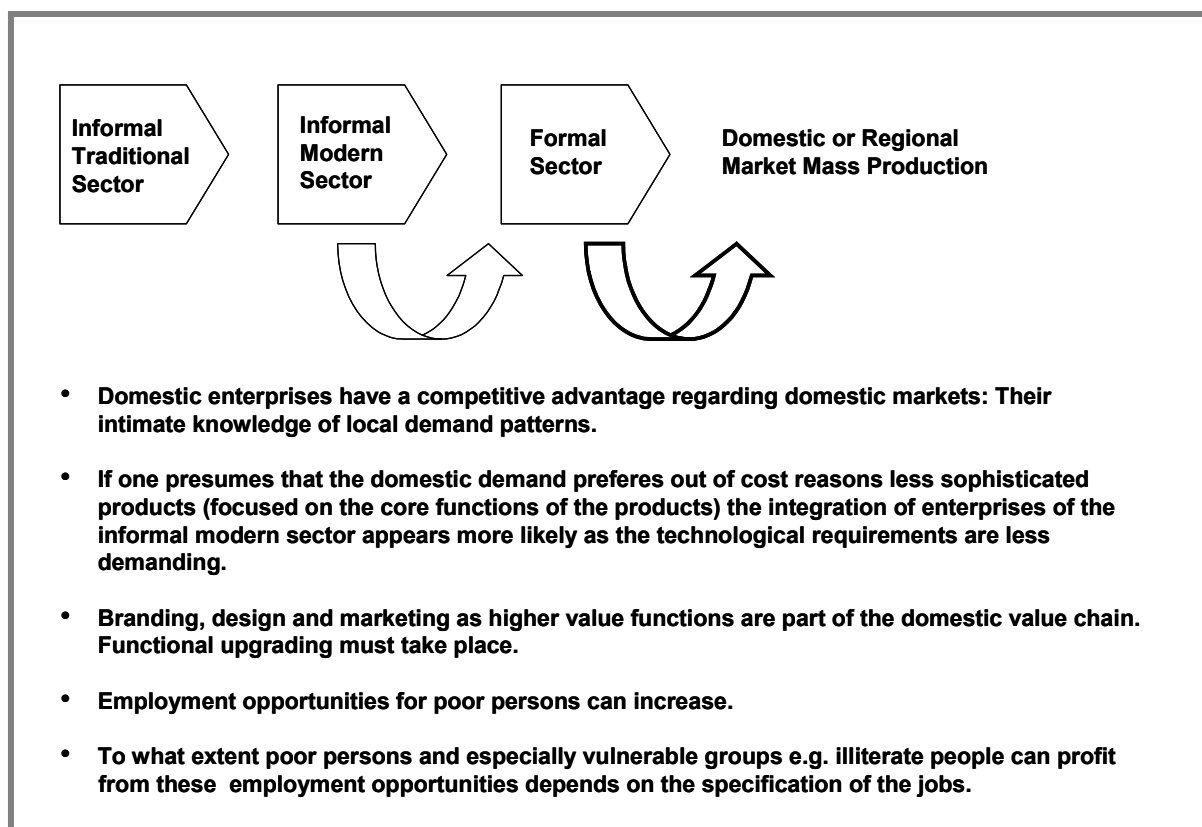 Informal
Traditional
Sector
Informal
Modern
Sector
Formal
Sector
Domestic or Regional
Market Mass Production
• Domestic enterprises have a competitive advantage regarding domestic markets: Their
intimate knowledge of local demand patterns.
• If one presumes that the domestic demand preferes out of cost reasons less sophisticated
products (focused on the core functions of the products) the integration of enterprises of the
informal modern sector appears more likely as the technological requirements are less
demanding.
• Branding, design and marketing as higher value functions are part of the domestic value chain.
Functional upgrading must take place.
• Employment opportunities for poor persons can increase.
• To what extent poor persons and especially vulnerable groups e.g. illiterate people can profit
from these employment opportunities depends on the specification of the jobs.